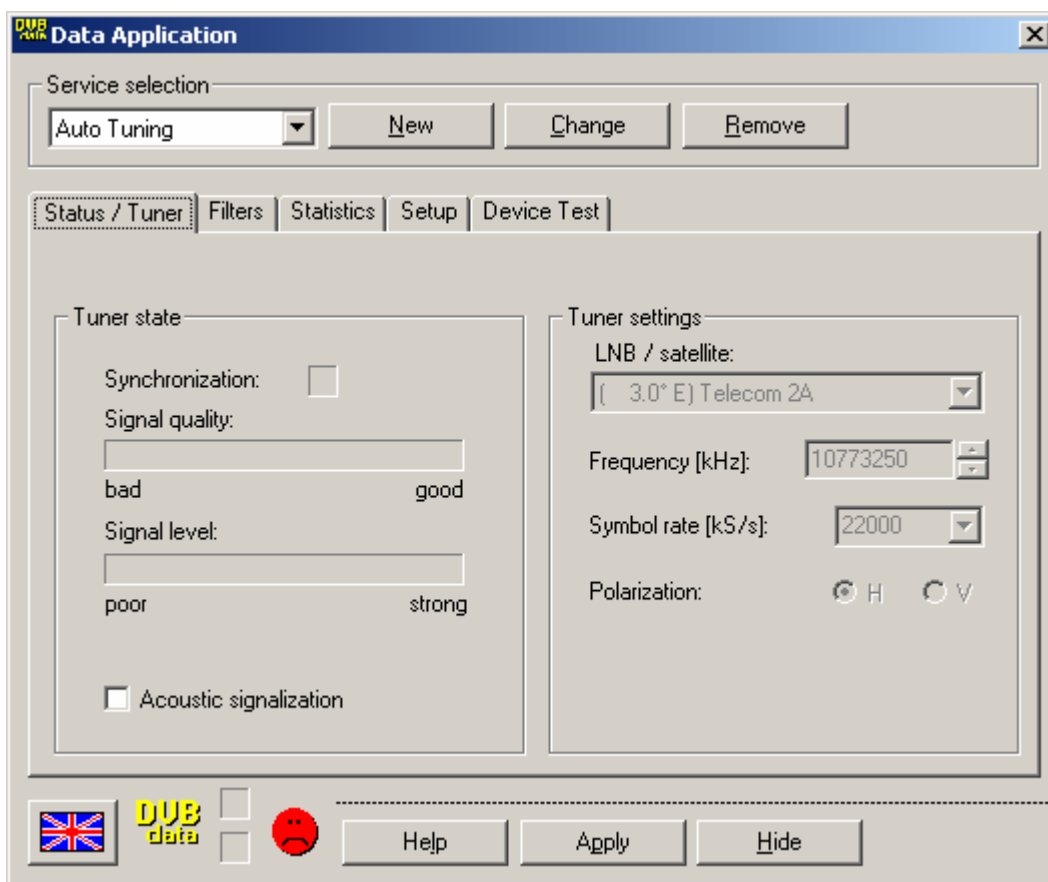 DVB data Data Application
Service selection
Auto Tuning New Change Remove
Status / Tuner Filters Statistics Setup Device Test
Tuner state
Synchronization:
Signal quality:
bad good
Signal level:
poor strong
Acoustic signalization
Tuner settings
LNB / satellite:
( 3.0° E) Telecom 2A
Frequency [kHz]: 10773250
Symbol rate [kS/s]: 22000
Polarization: H V
DVB
data
Help Apply Hide